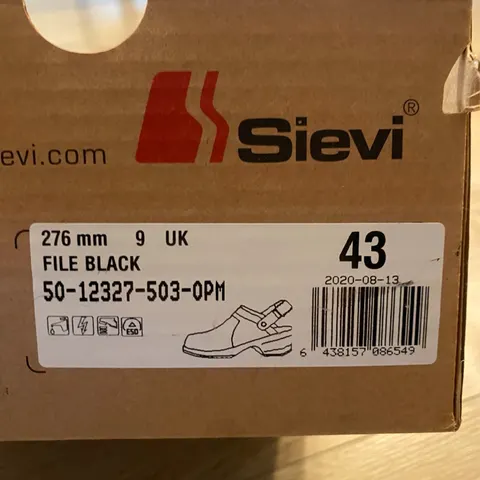 Sievi®
evi.com
276 mm 9 UK
43
FILE BLACK
2020-08-13
50-12327-503-0PM
ESD
6 438157 086549